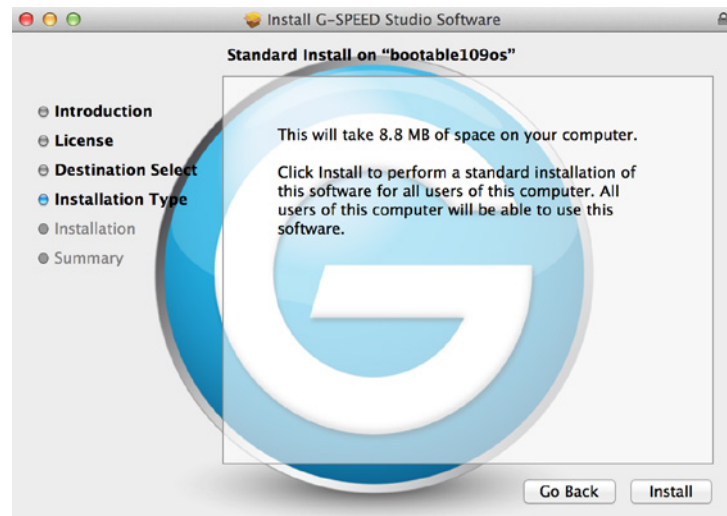 Install G-SPEED Studio Software
Standard Install on “bootable109os”
Introduction
License
Destination Select
Installation Type
Installation
Summary
This will take 8.8 MB of space on your computer.
Click Install to perform a standard installation of
this software for all users of this computer. All
users of this computer will be able to use this
software.
Go Back
Install